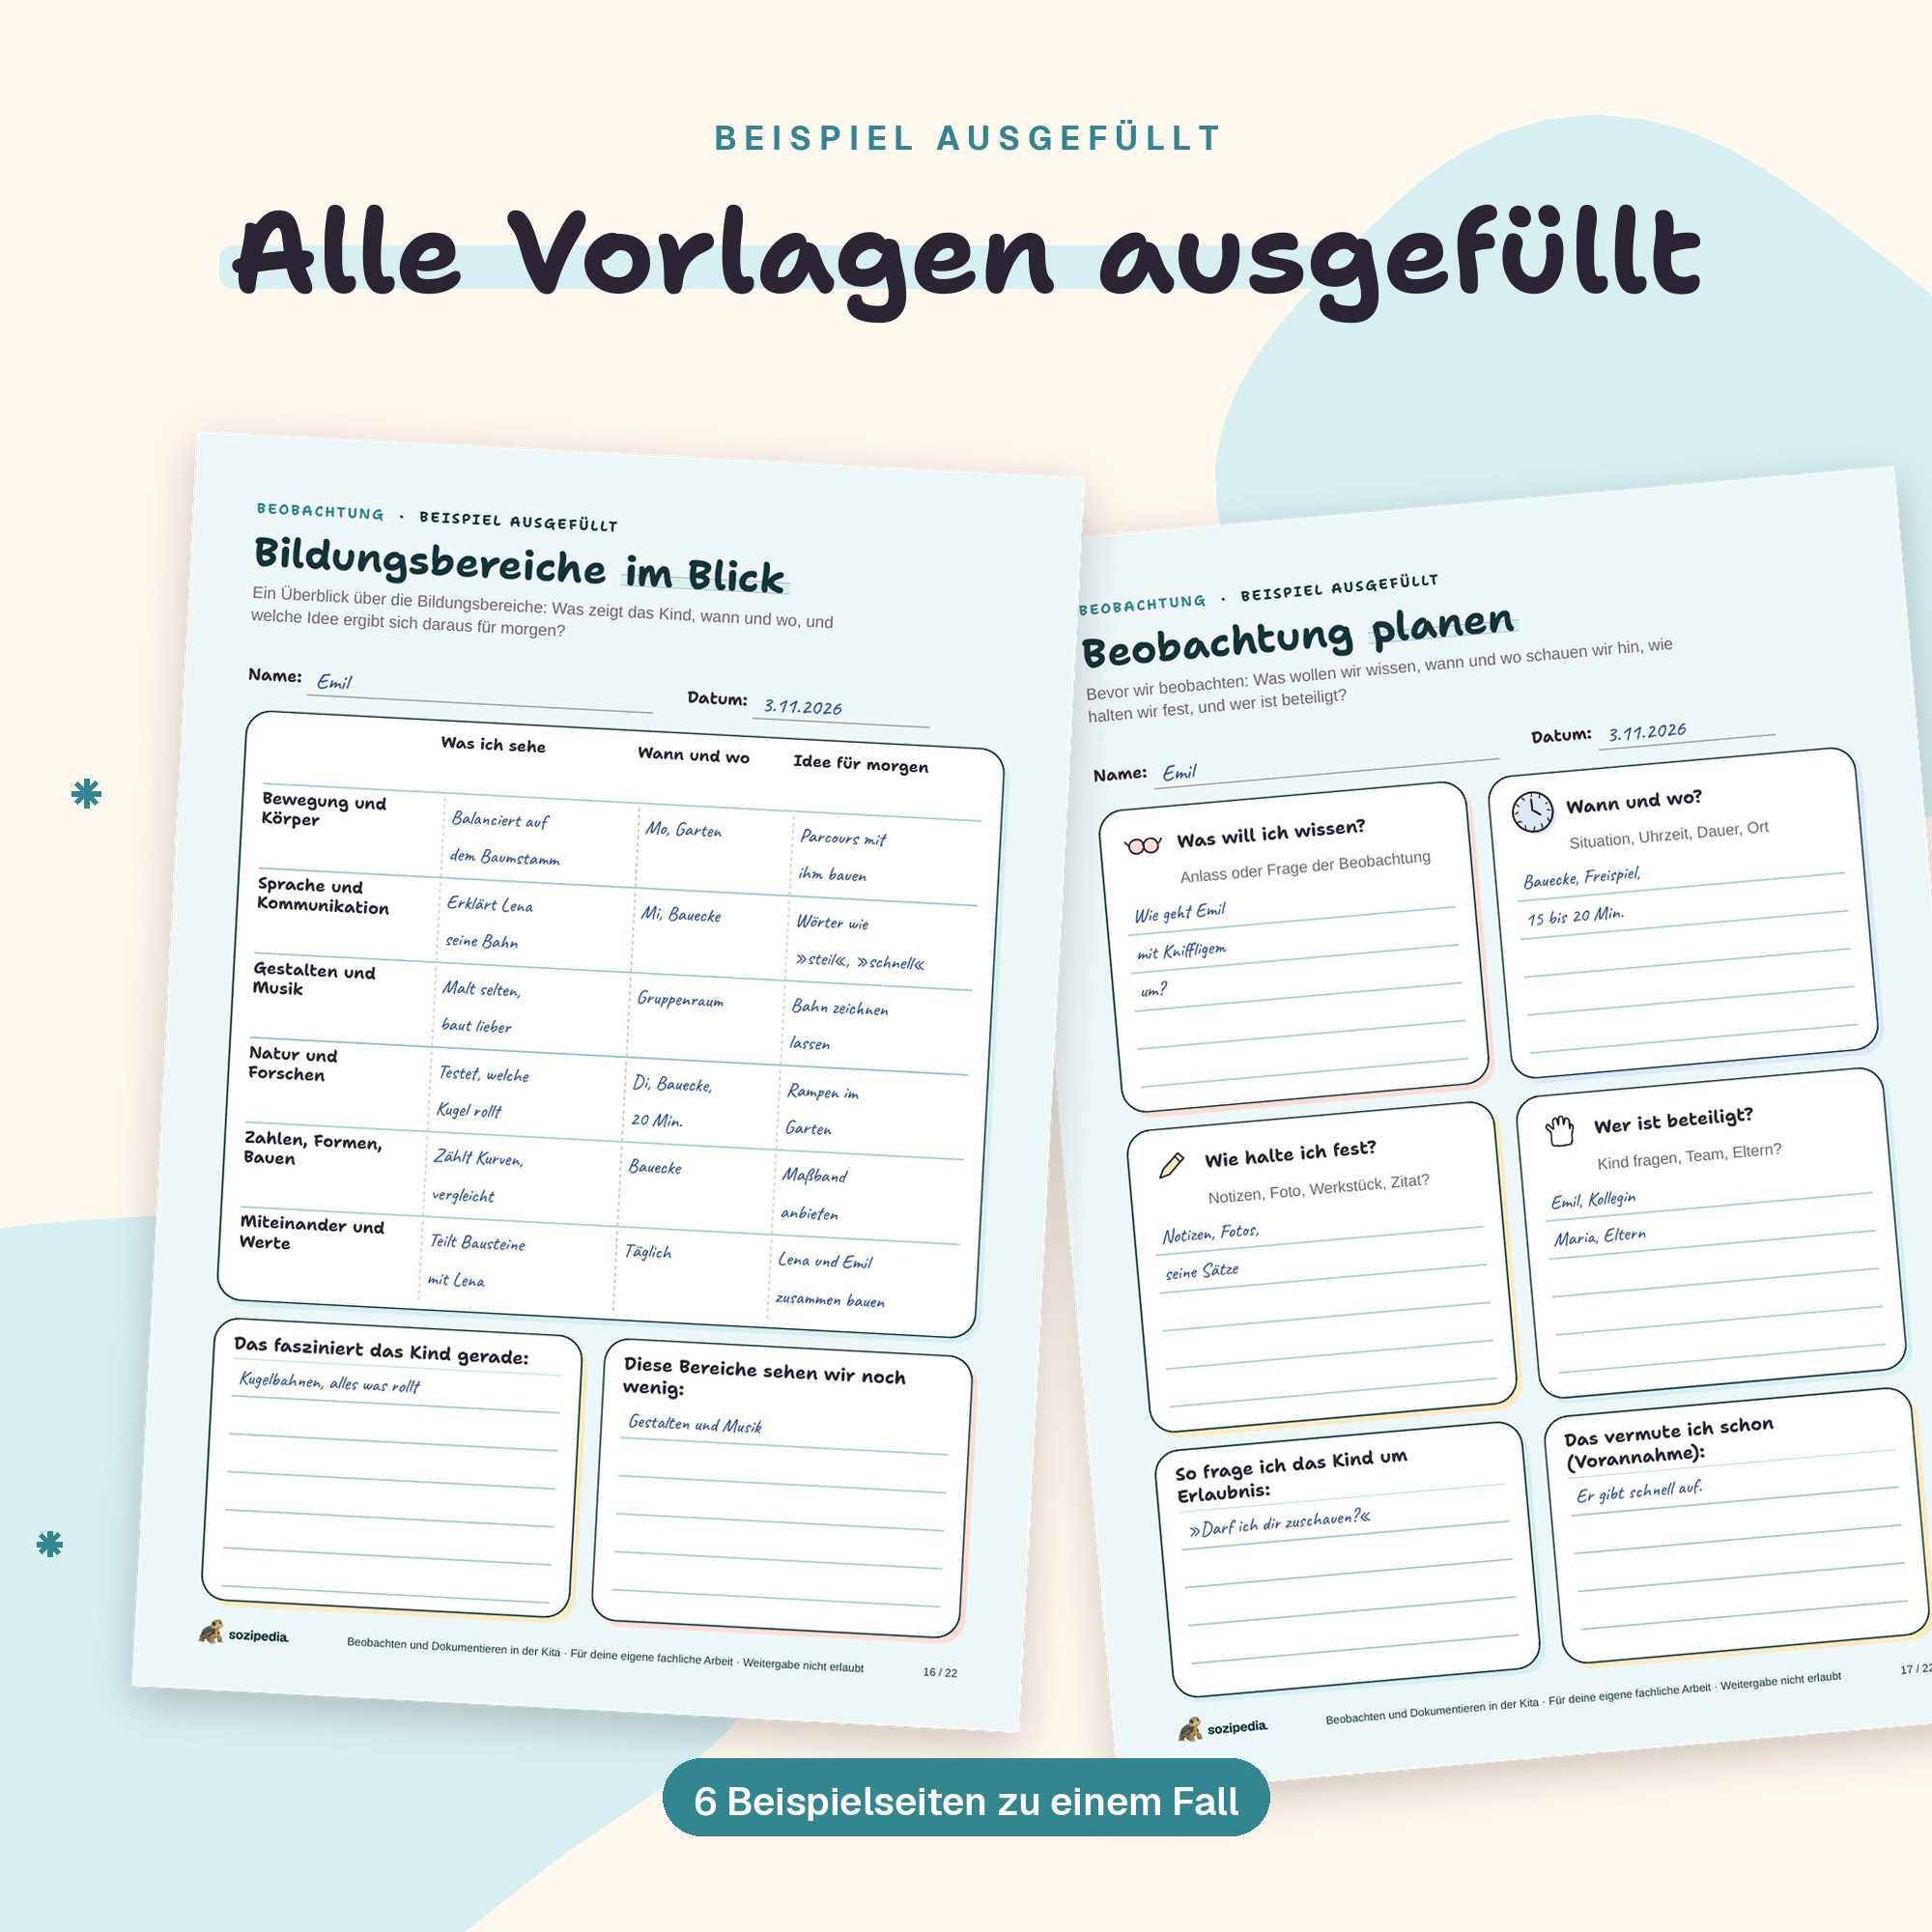 BEISPIEL AUSGEFÜLLT
Alle Vorlagen ausgefüllt
BEOBACHTUNG · BEISPIEL AUSGEFÜLLT
Bildungsbereiche im Blick
Ein Überblick über die Bildungsbereiche: Was zeigt das Kind, wann und wo, und
welche Idee ergibt sich daraus für morgen?
Name: Emil
Datum: 3.11.2026
Was ich sehe
Wann und wo
Idee für morgen
Bewegung und
Körper
Balanciert auf
dem Baumstamm
Mo, Garten
Parcours mit
ihm bauen
Sprache und
Kommunikation
Erklärt Lena
seine Bahn
Mi, Bauecke
Wörter wie
»steil«, »schnell«
Gestalten und
Musik
Malt selten,
baut lieber
Gruppenraum
Bahn zeichnen
lassen
Natur und
Forschen
Testet, welche
Kugel rollt
Di, Bauecke,
20 Min.
Rampen im
Garten
Zahlen, Formen,
Bauen
Zählt Kurven,
vergleicht
Bauecke
Maßband
anbieten
Miteinander und
Werte
Teilt Bausteine
mit Lena
Täglich
Lena und Emil
zusammen bauen
Das fasziniert das Kind gerade:
Kugelbahnen, alles was rollt
Diese Bereiche sehen wir noch
wenig:
Gestalten und Musik
sozipedia.
Beobachten und Dokumentieren in der Kita · Für deine eigene fachliche Arbeit · Weitergabe nicht erlaubt
16 / 22
BEOBACHTUNG · BEISPIEL AUSGEFÜLLT
Beobachtung planen
Bevor wir beobachten: Was wollen wir wissen, wann und wo schauen wir hin, wie
halten wir fest, und wer ist beteiligt?
Name: Emil
Datum: 3.11.2026
Was will ich wissen?
Anlass oder Frage der Beobachtung
Wie geht Emil
mit Kniffligem
um?
Wann und wo?
Situation, Uhrzeit, Dauer, Ort
Bauecke, Freispiel,
15 bis 20 Min.
Wie halte ich fest?
Notizen, Foto, Werkstück, Zitat?
Notizen, Fotos,
seine Sätze
Wer ist beteiligt?
Kind fragen, Team, Eltern?
Emil, Kollegin
Maria, Eltern
So frage ich das Kind um
Erlaubnis:
»Darf ich dir zuschauen?«
Das vermute ich schon
(Vorannahme):
Er gibt schnell auf.
sozipedia.
Beobachten und Dokumentieren in der Kita · Für deine eigene fachliche Arbeit · Weitergabe nicht erlaubt
17 / 22
6 Beispielseiten zu einem Fall